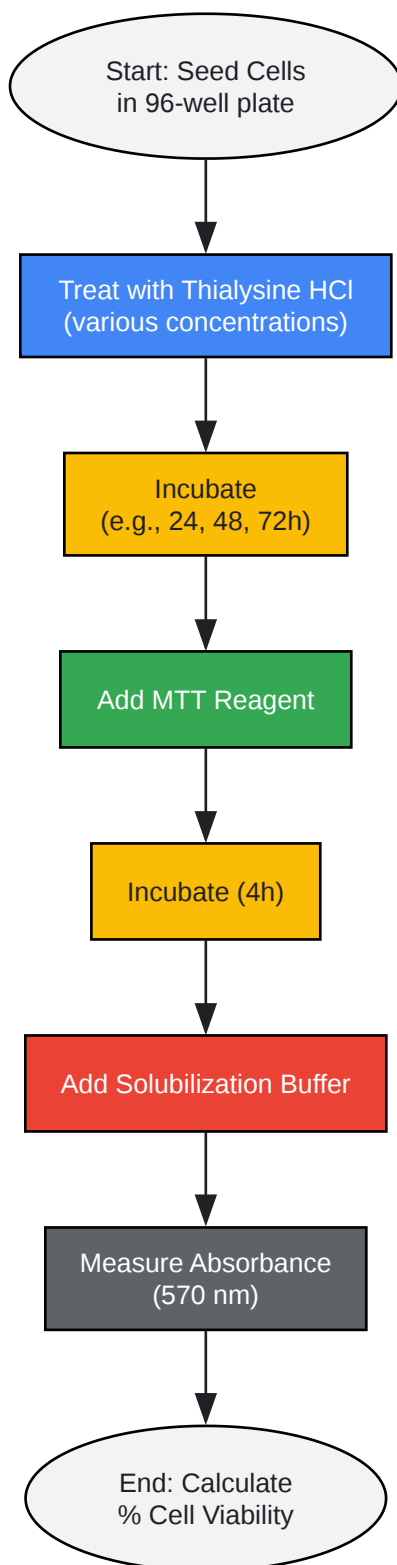 Start: Seed Cells
in 96-well plate
Treat with Thialysine HCl
(various concentrations)
Incubate
(e.g., 24, 48, 72h)
Add MTT Reagent
Incubate (4h)
Add Solubilization Buffer
Measure Absorbance
(570 nm)
End: Calculate
% Cell Viability